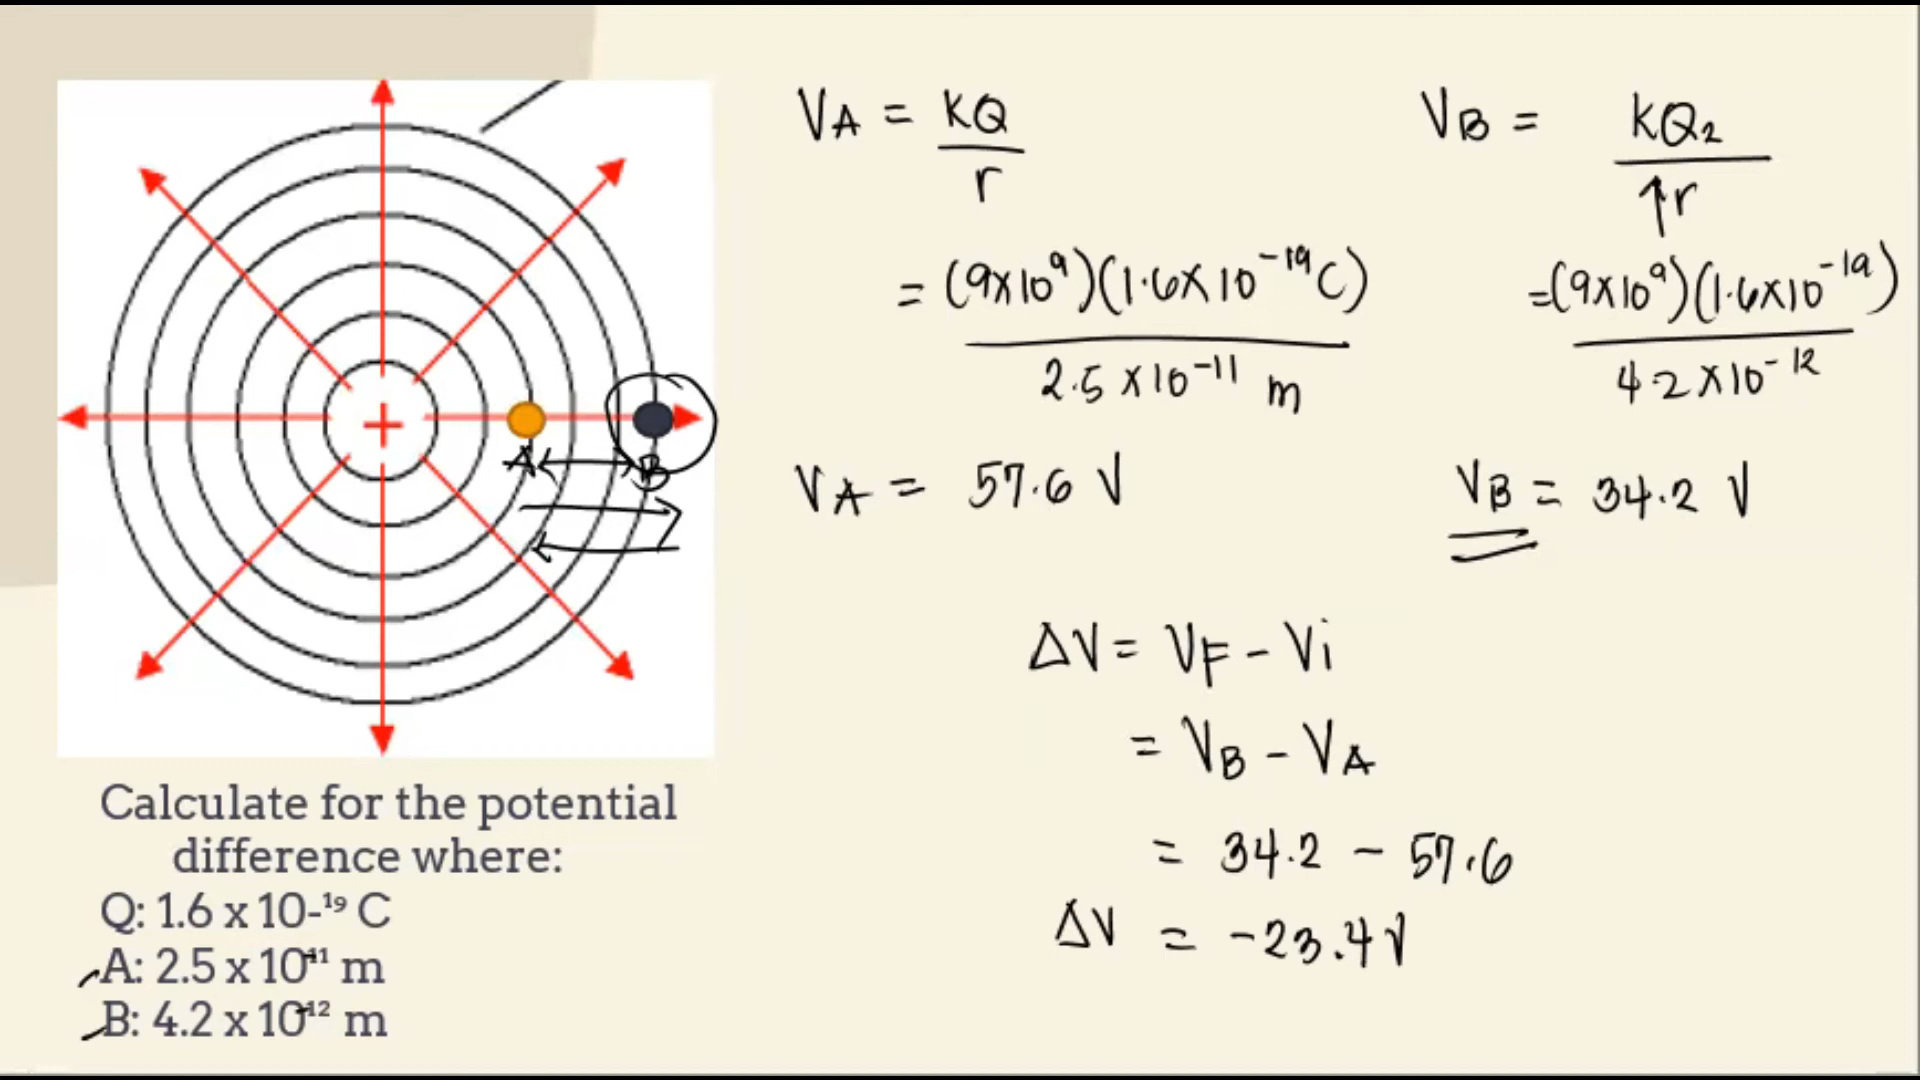 +
A B
Calculate for the potential
difference where:
Q: 1.6 x 10-¹⁹ C
A: 2.5 x 10⁻¹¹ m
B: 4.2 x 10⁻¹² m
VA = KQ
r
= (9x10⁹)(1.6x10⁻¹⁹C)
2.5 x10⁻¹¹ m
VA = 57.6 V
VB = KQ₂
↑r
=(9x10⁹)(1.6x10⁻¹⁹)
4.2x10⁻¹²
VB = 34.2 V
ΔV = VF - Vi
= VB - VA
= 34.2 - 57.6
ΔV = -23.4V